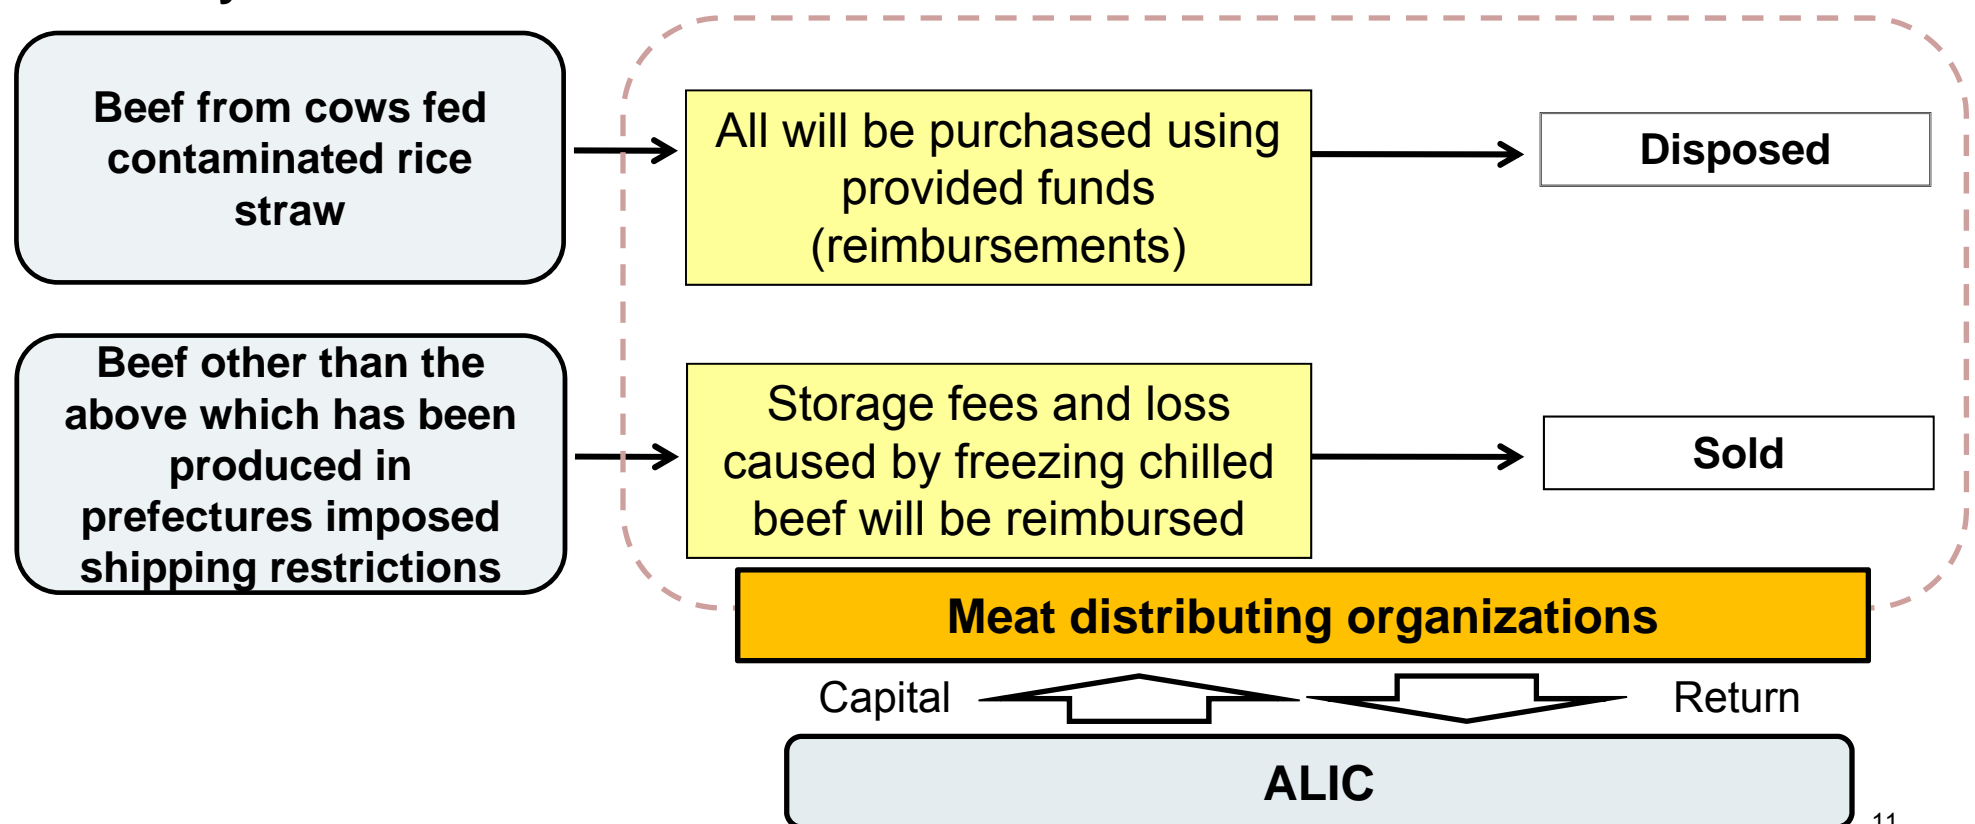 Beef from cows fed
contaminated rice
straw
All will be purchased using
provided funds
(reimbursements)
Disposed
Beef other than the
above which has been
produced in
prefectures imposed
shipping restrictions
Storage fees and loss
caused by freezing chilled
beef will be reimbursed
Sold
Meat distributing organizations
Capital
Return
ALIC
11